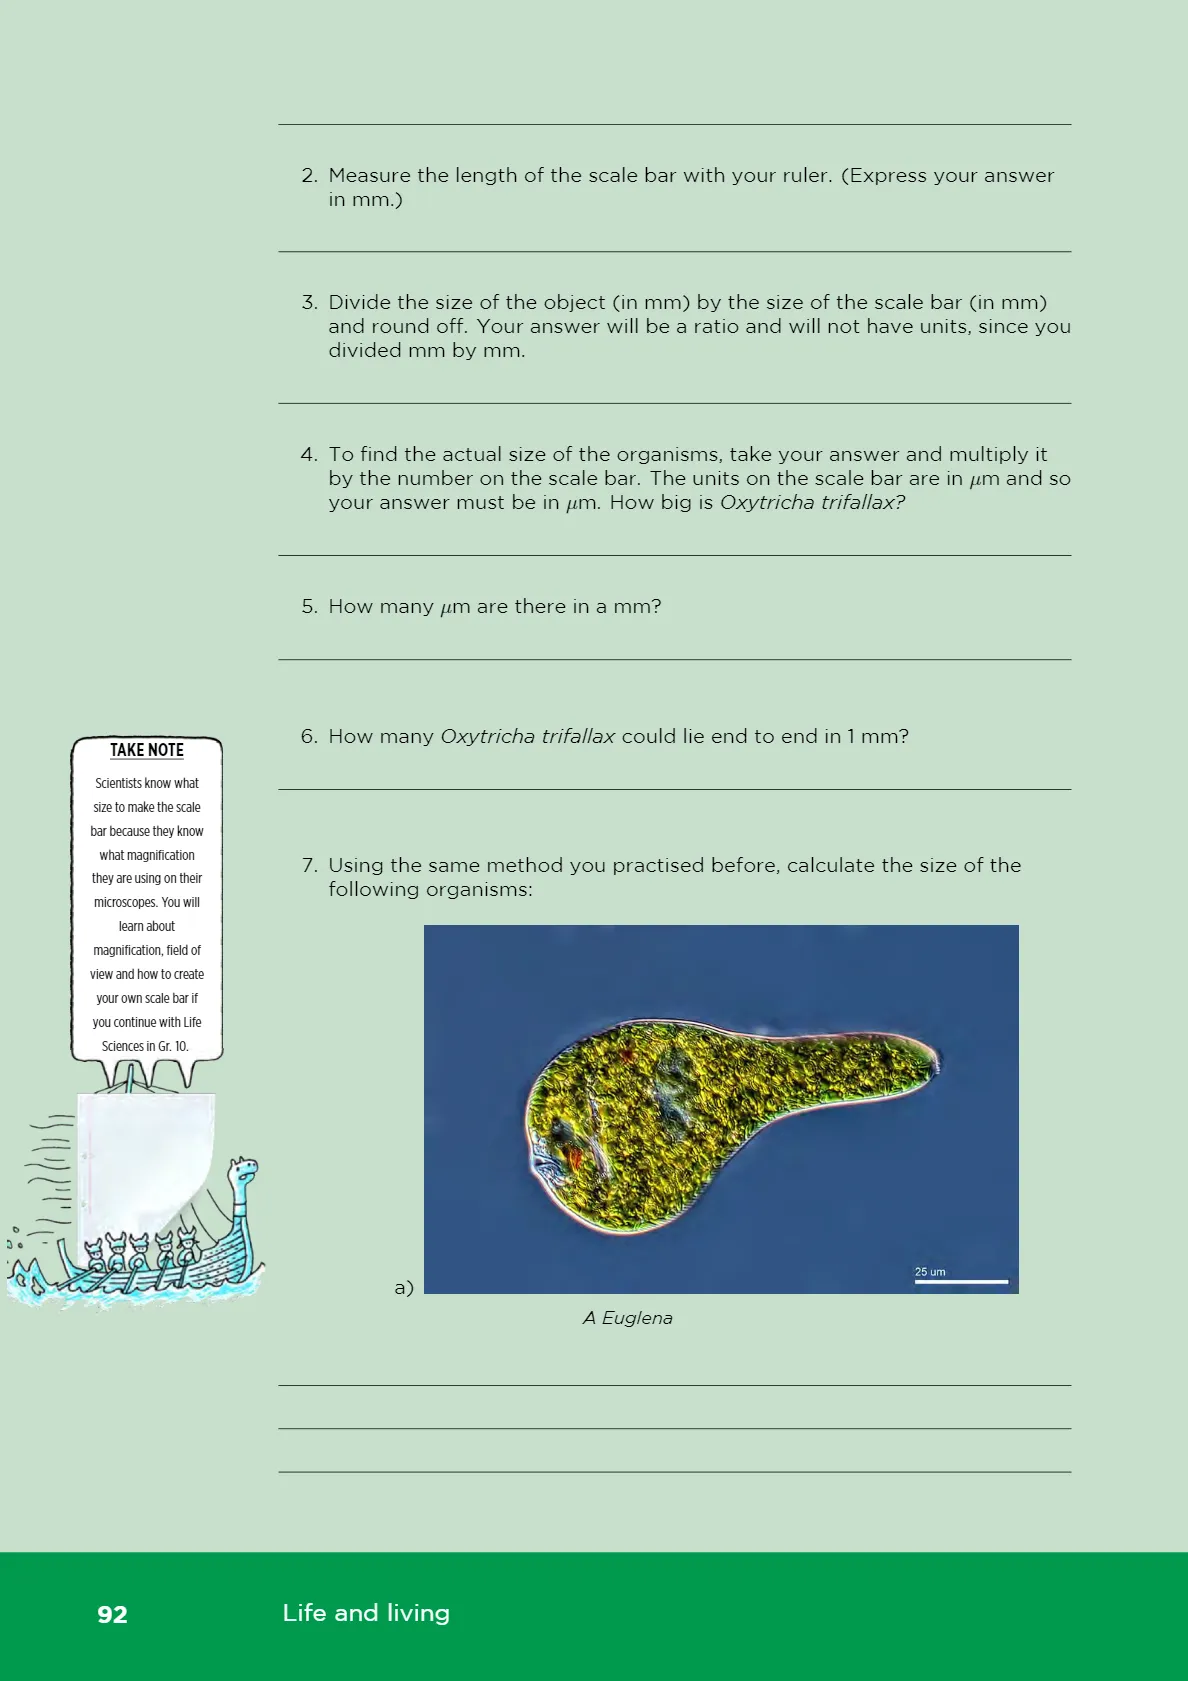 2. Measure the length of the scale bar with your ruler. (Express your answer
in mm.)
3. Divide the size of the object (in mm) by the size of the scale bar (in mm)
and round off. Your answer will be a ratio and will not have units, since you
divided mm by mm.
4. To find the actual size of the organisms, take your answer and multiply it
by the number on the scale bar. The units on the scale bar are in μm and so
your answer must be in μm. How big is Oxytricha trifallax?
5. How many μm are there in a mm?
6. How many Oxytricha trifallax could lie end to end in 1 mm?
TAKE NOTE
Scientists know what
size to make the scale
bar because they know
what magnification
they are using on their
microscopes. You will
learn about
magnification, field of
view and how to create
your own scale bar if
you continue with Life
Sciences in Gr. 10.
7. Using the same method you practised before, calculate the size of the
following organisms:
25 um
a)
A Euglena
92
Life and living